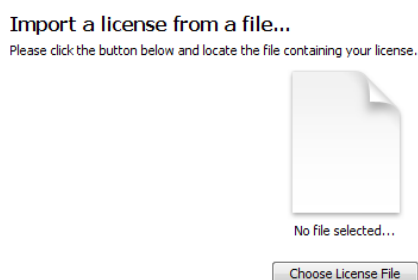 Import a license from a file...
Please click the button below and locate the file containing your license.
No file selected...
Choose License File